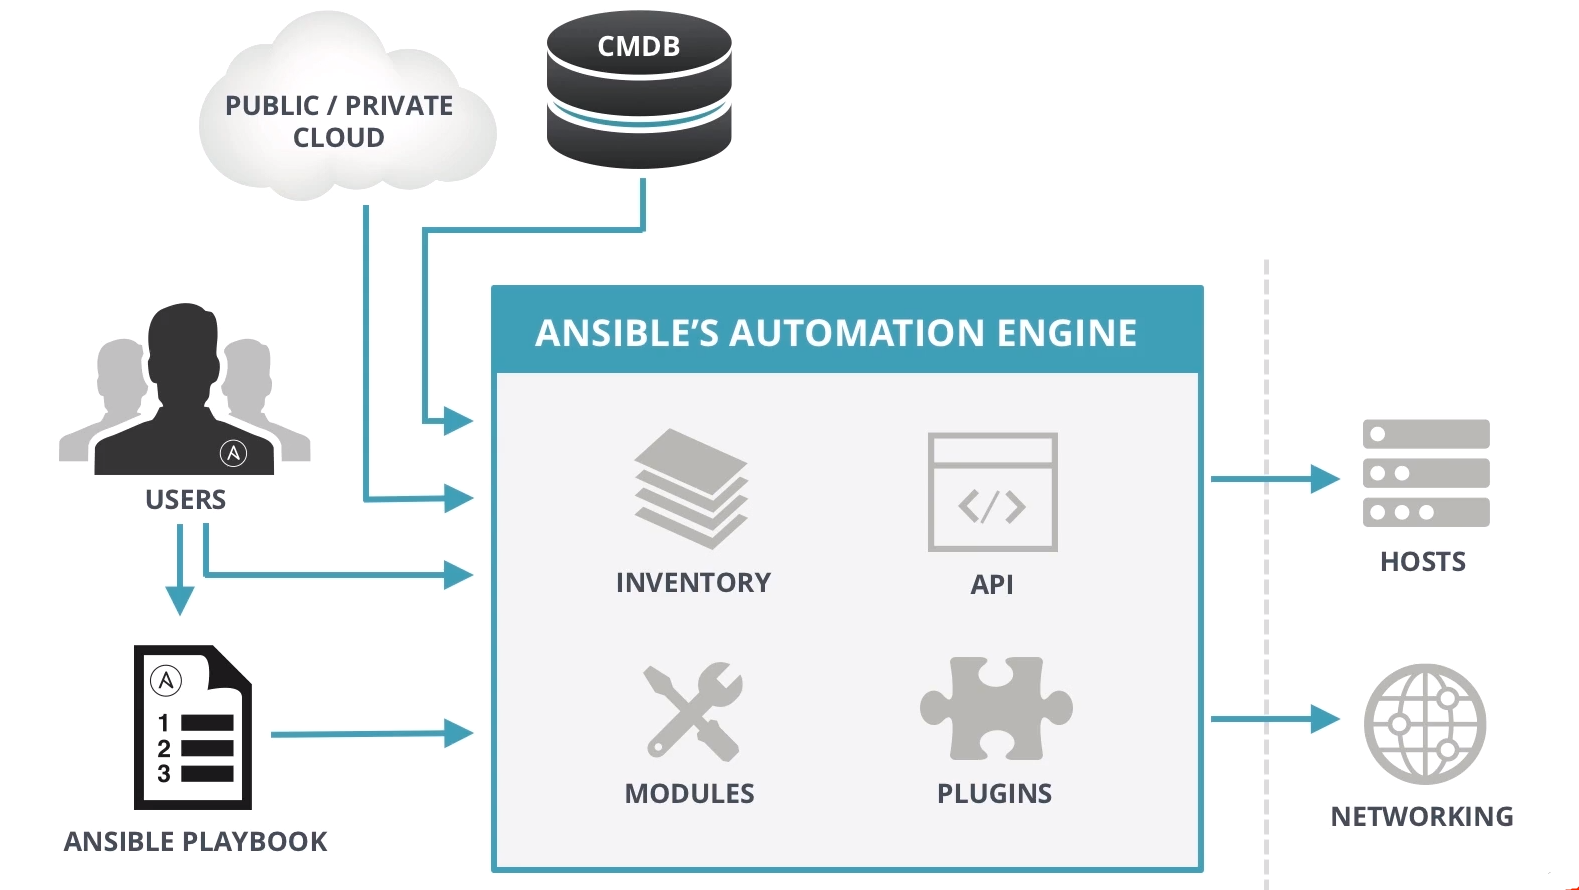 PUBLIC / PRIVATE
CLOUD
CMDB
ANSIBLE’S AUTOMATION ENGINE
USERS
INVENTORY
API
HOSTS
1
2
3
MODULES
PLUGINS
NETWORKING
ANSIBLE PLAYBOOK